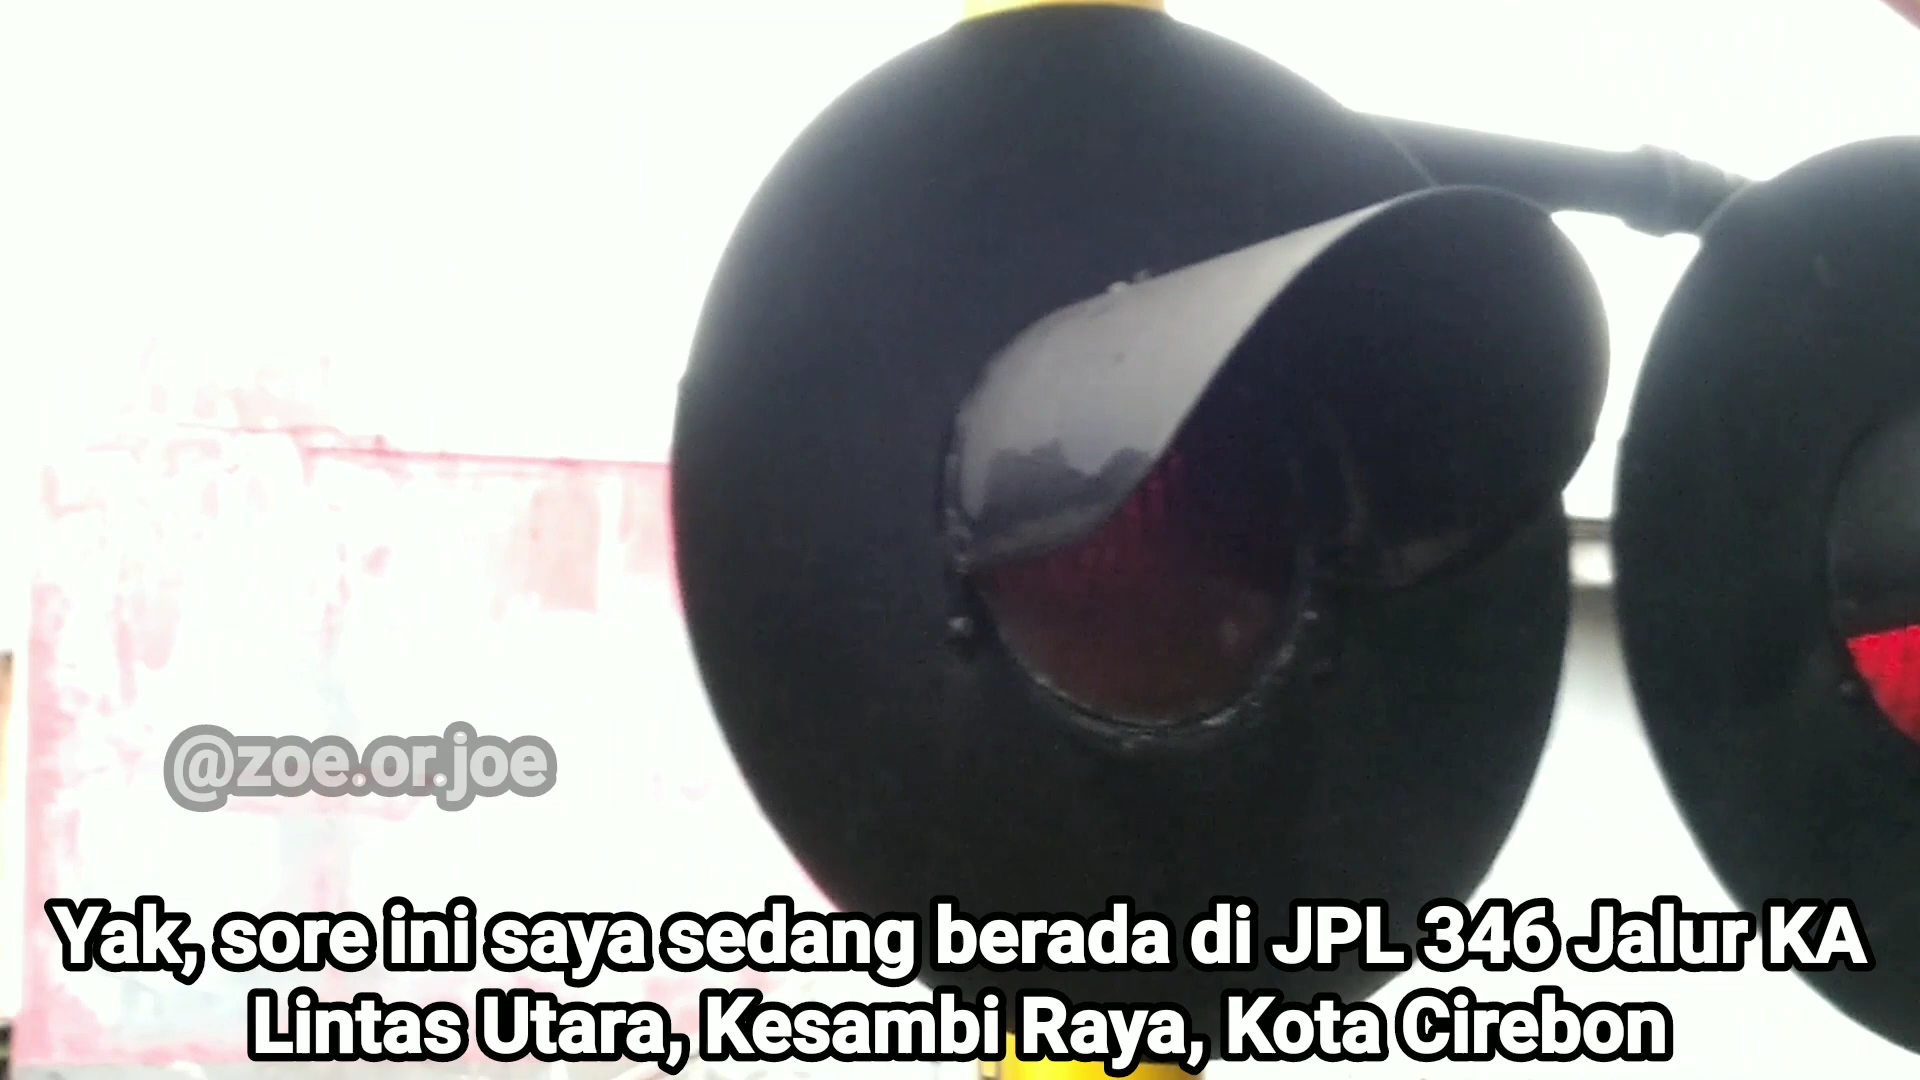 @zoe.or.joe
Yak, sore ini saya sedang berada di JPL 346 Jalur KA
Lintas Utara, Kesambi Raya, Kota Cirebon